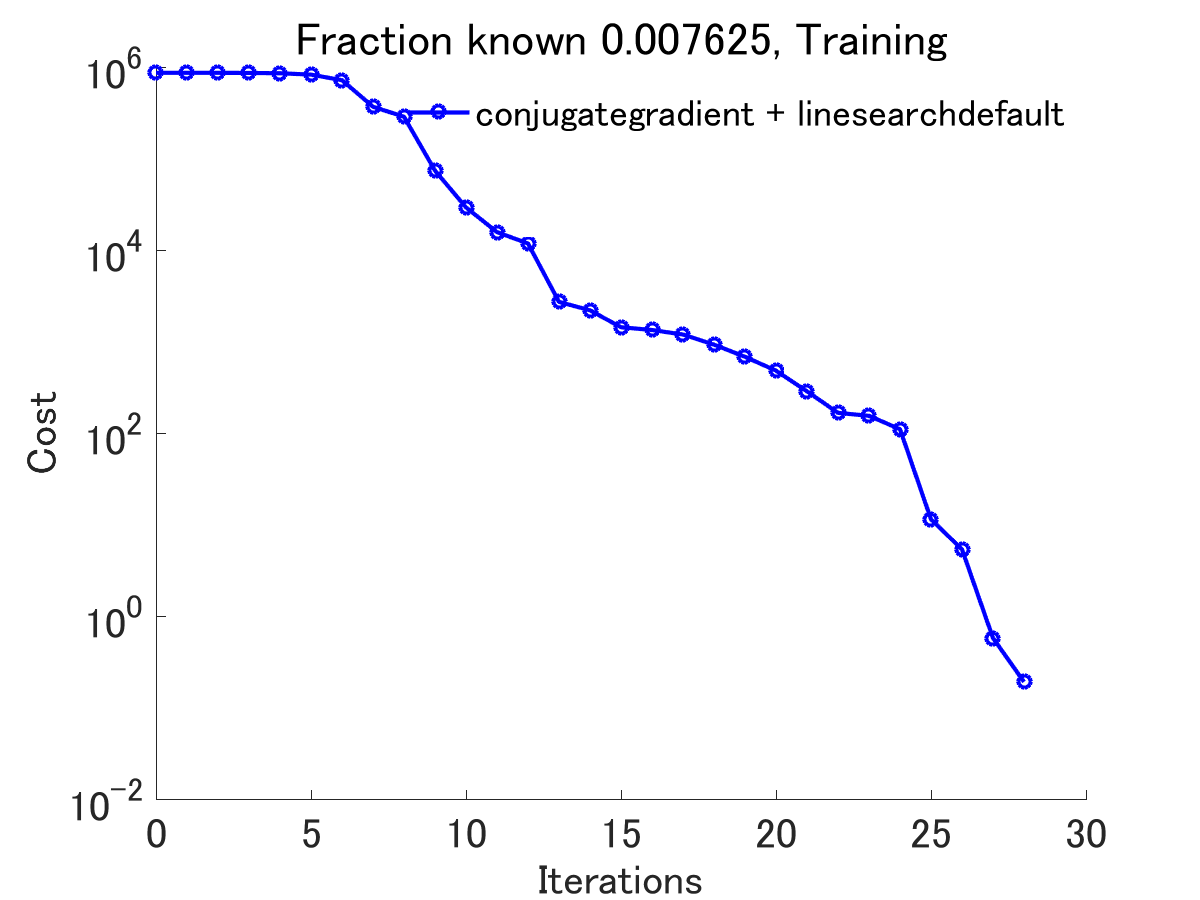 Fraction known 0.007625, Training
conjugategradient + linesearchdefault
Cost
10^6
10^4
10^2
10^0
10^-2
0 5 10 15 20 25 30
Iterations